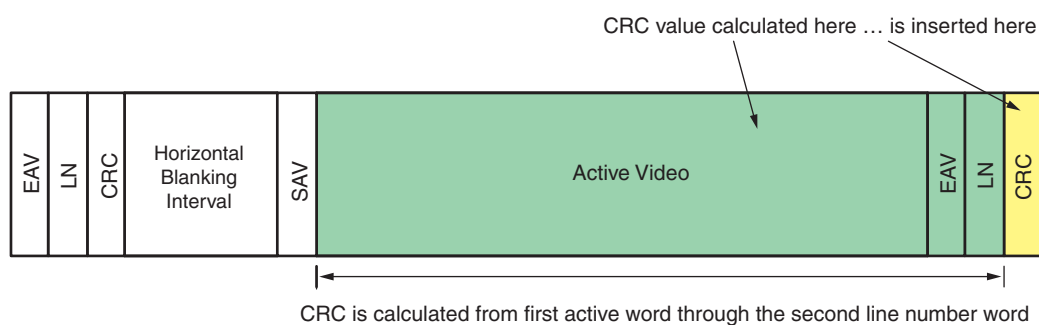 CRC value calculated here … is inserted here
EAV
LN
CRC
Horizontal
Blanking
Interval
SAV
Active Video
EAV
LN
CRC
CRC is calculated from first active word through the second line number word